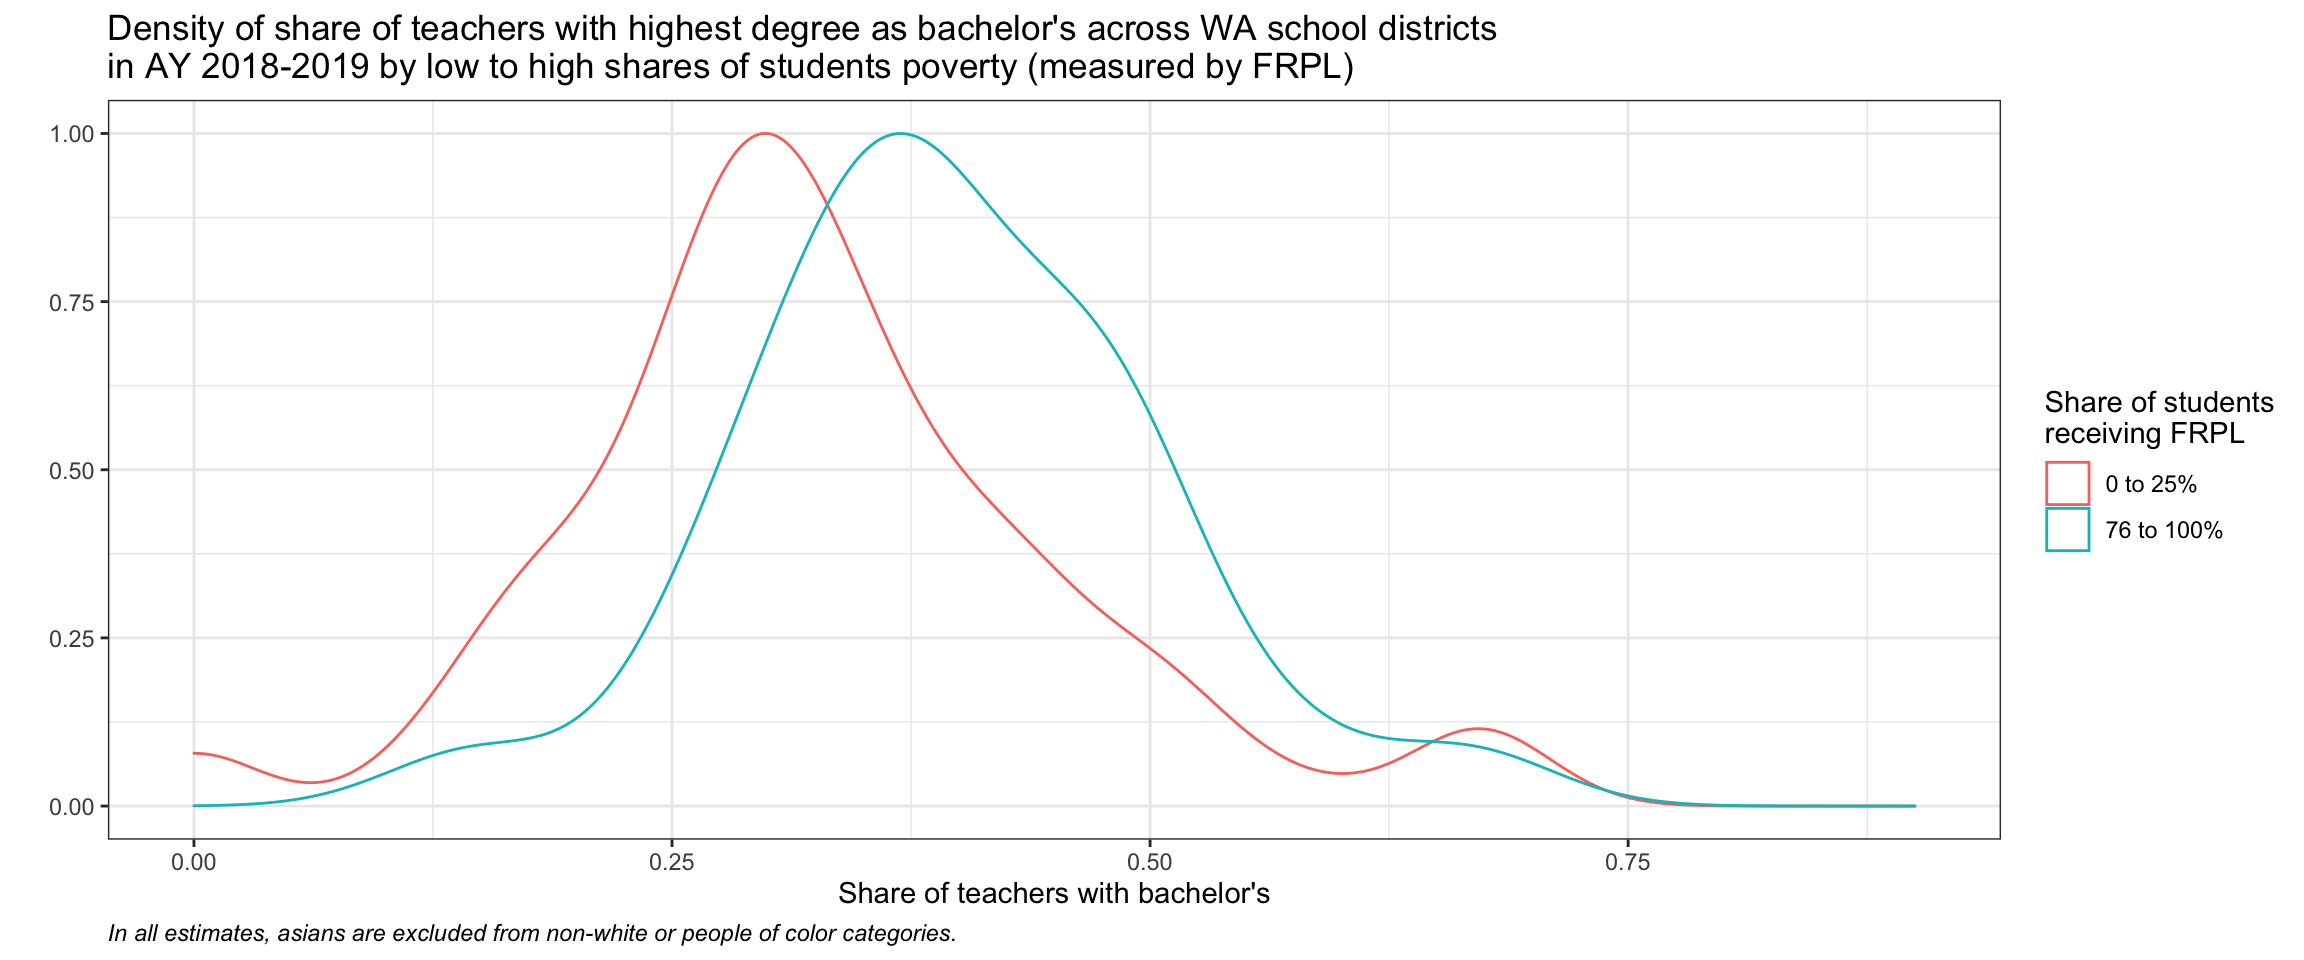 Density of share of teachers with highest degree as bachelor's across WA school districts
in AY 2018-2019 by low to high shares of students poverty (measured by FRPL)
1.00
0.75
0.50
0.25
0.00
0.00
0.25
0.50
0.75
Share of teachers with bachelor's
Share of students
receiving FRPL
0 to 25%
76 to 100%
In all estimates, asians are excluded from non-white or people of color categories.